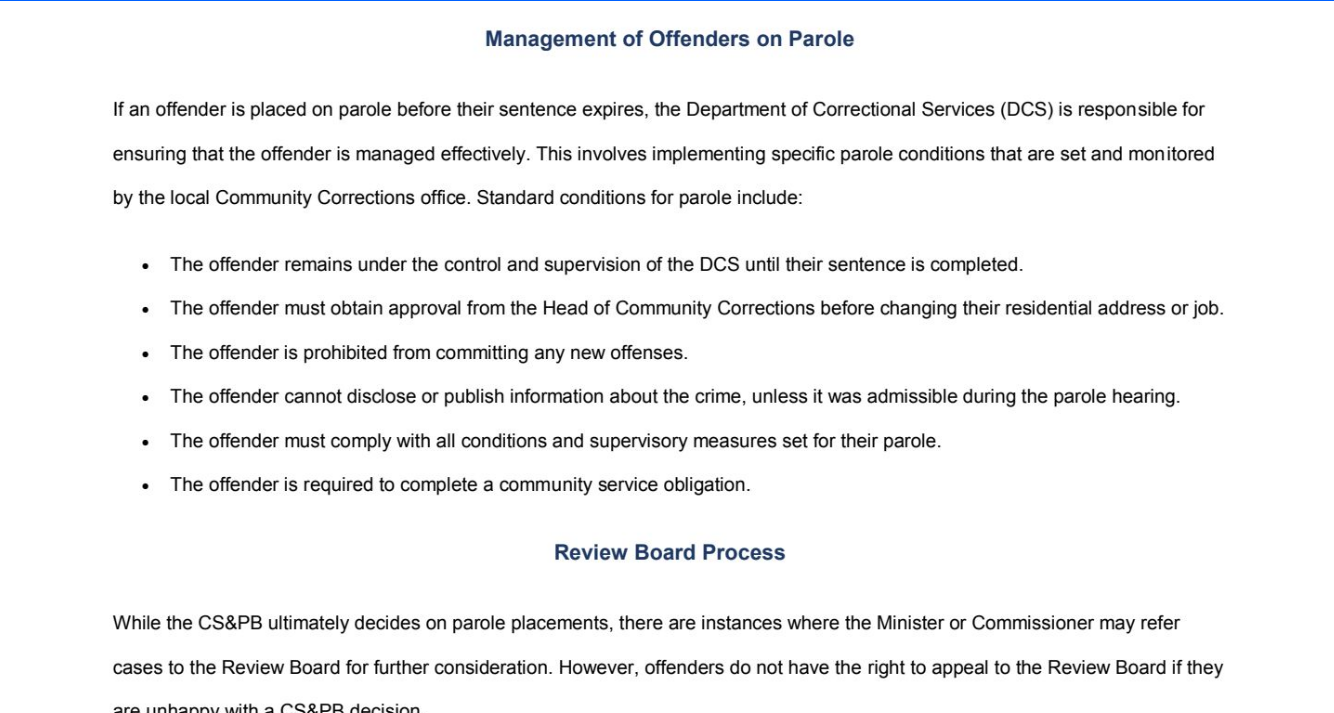 Management of Offenders on Parole
If an offender is placed on parole before their sentence expires, the Department of Correctional Services (DCS) is responsible for
ensuring that the offender is managed effectively. This involves implementing specific parole conditions that are set and monitored
by the local Community Corrections office. Standard conditions for parole include:
• The offender remains under the control and supervision of the DCS until their sentence is completed.
• The offender must obtain approval from the Head of Community Corrections before changing their residential address or job.
• The offender is prohibited from committing any new offenses.
• The offender cannot disclose or publish information about the crime, unless it was admissible during the parole hearing.
• The offender must comply with all conditions and supervisory measures set for their parole.
• The offender is required to complete a community service obligation.
Review Board Process
While the CS&PB ultimately decides on parole placements, there are instances where the Minister or Commissioner may refer
cases to the Review Board for further consideration. However, offenders do not have the right to appeal to the Review Board if they
are unhappy with a CS&PB decision